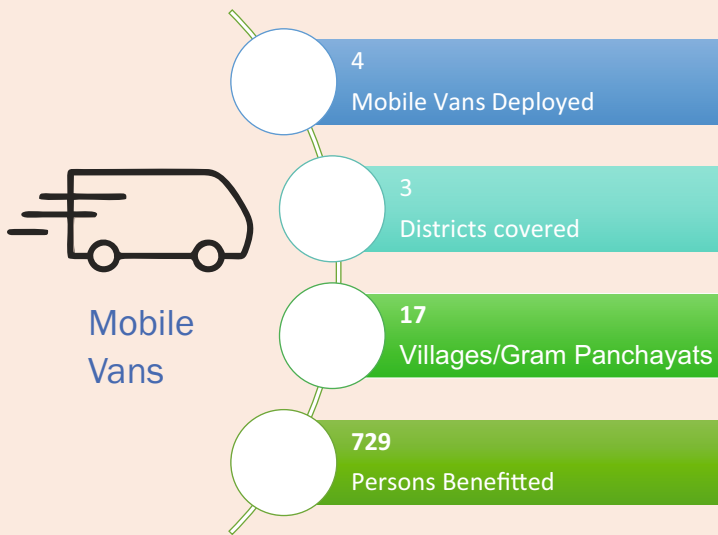 4
Mobile Vans Deployed
3
Districts covered
Mobile
Vans
17
Villages/Gram Panchayats
729
Persons Benefitted